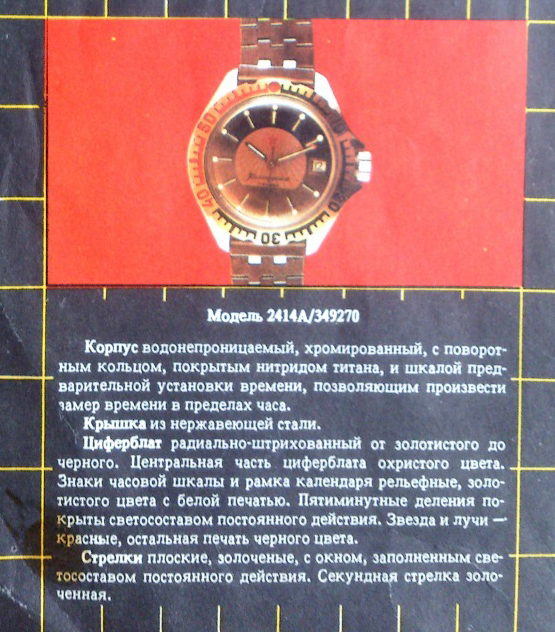 50
40
30
20
Модель 2414А/349270
Корпус водонепроницаемый, хромированный, с поворот-
ным кольцом, покрытым нитридом титана, и шкалой пред-
варительной установки времени, позволяющим произвести
замер времени в пределах часа.
Крышка из нержавеющей стали.
Циферблат радиально-штрихованный от золотистого до
черного. Центральная часть циферблата охристого цвета.
Знаки часовой шкалы и рамка календаря рельефные, золо-
тистого цвета с белой печатью. Пятиминутные деления по-
крыты светосоставом постоянного действия. Звезда и лучи —
красные, остальная печать черного цвета.
Стрелки плоские, золоченые, с окном, заполненным све-
тосоставом постоянного действия. Секундная стрелка золо-
ченная.